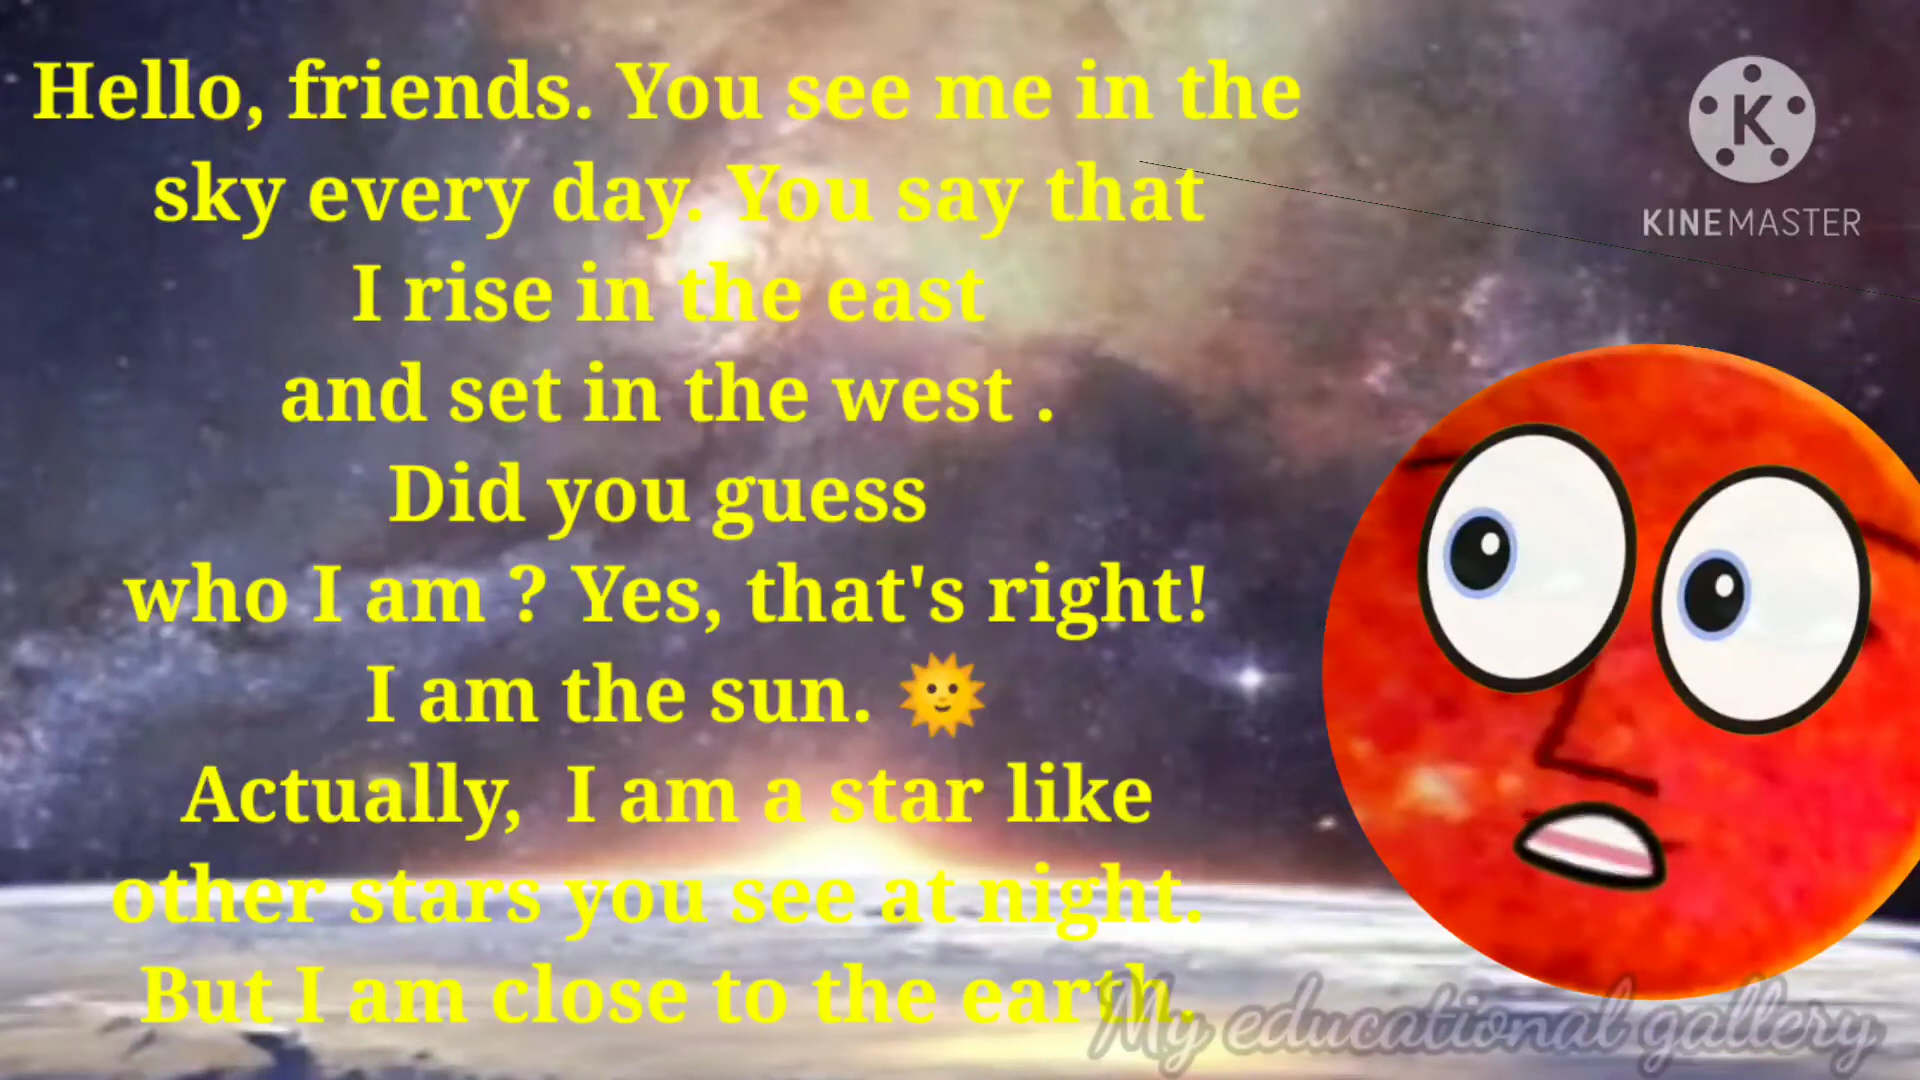 Hello, friends. You see me in the
sky every day. You say that
I rise in the east
and set in the west .
Did you guess
who I am ? Yes, that's right!
I am the sun. 🌞
Actually,  I am a star like
other stars you see at night.
But I am close to the earth.
K
KINEMASTER
My educational gallery